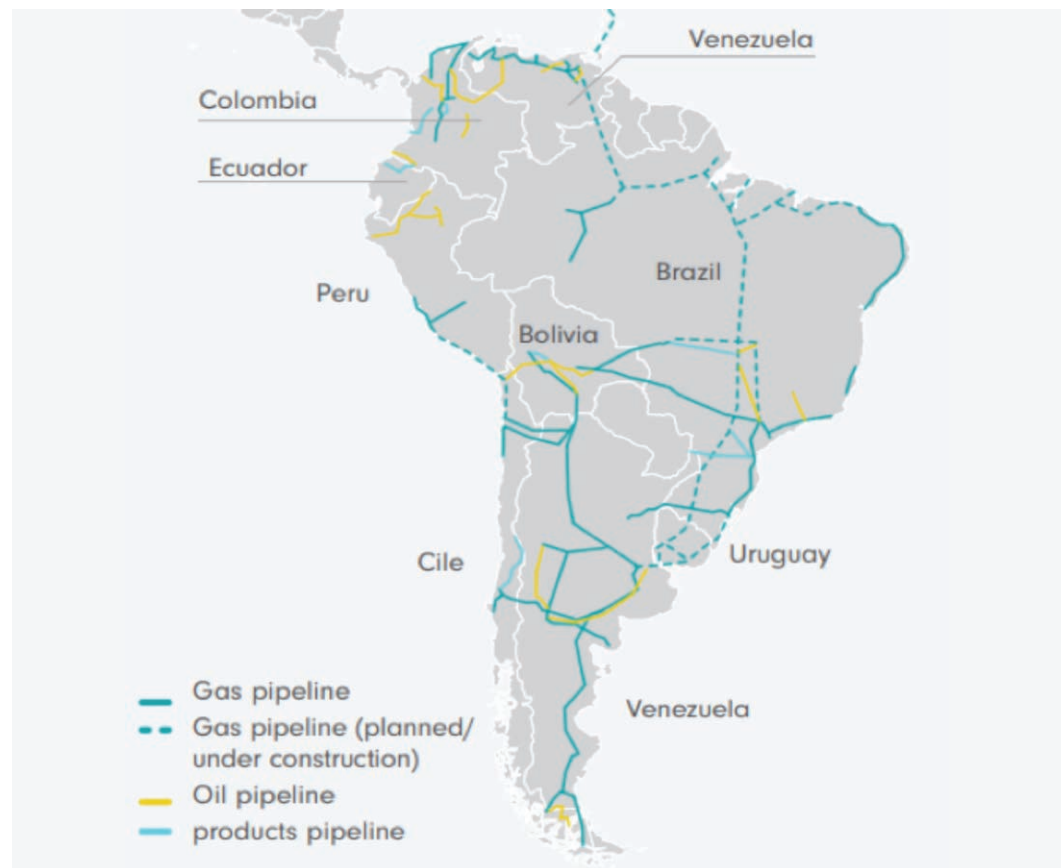 Venezuela
Colombia
Ecuador
Brazil
Peru
Bolivia
Cile
Uruguay
Venezuela
Gas pipeline
Gas pipeline (planned/
under construction)
Oil pipeline
products pipeline